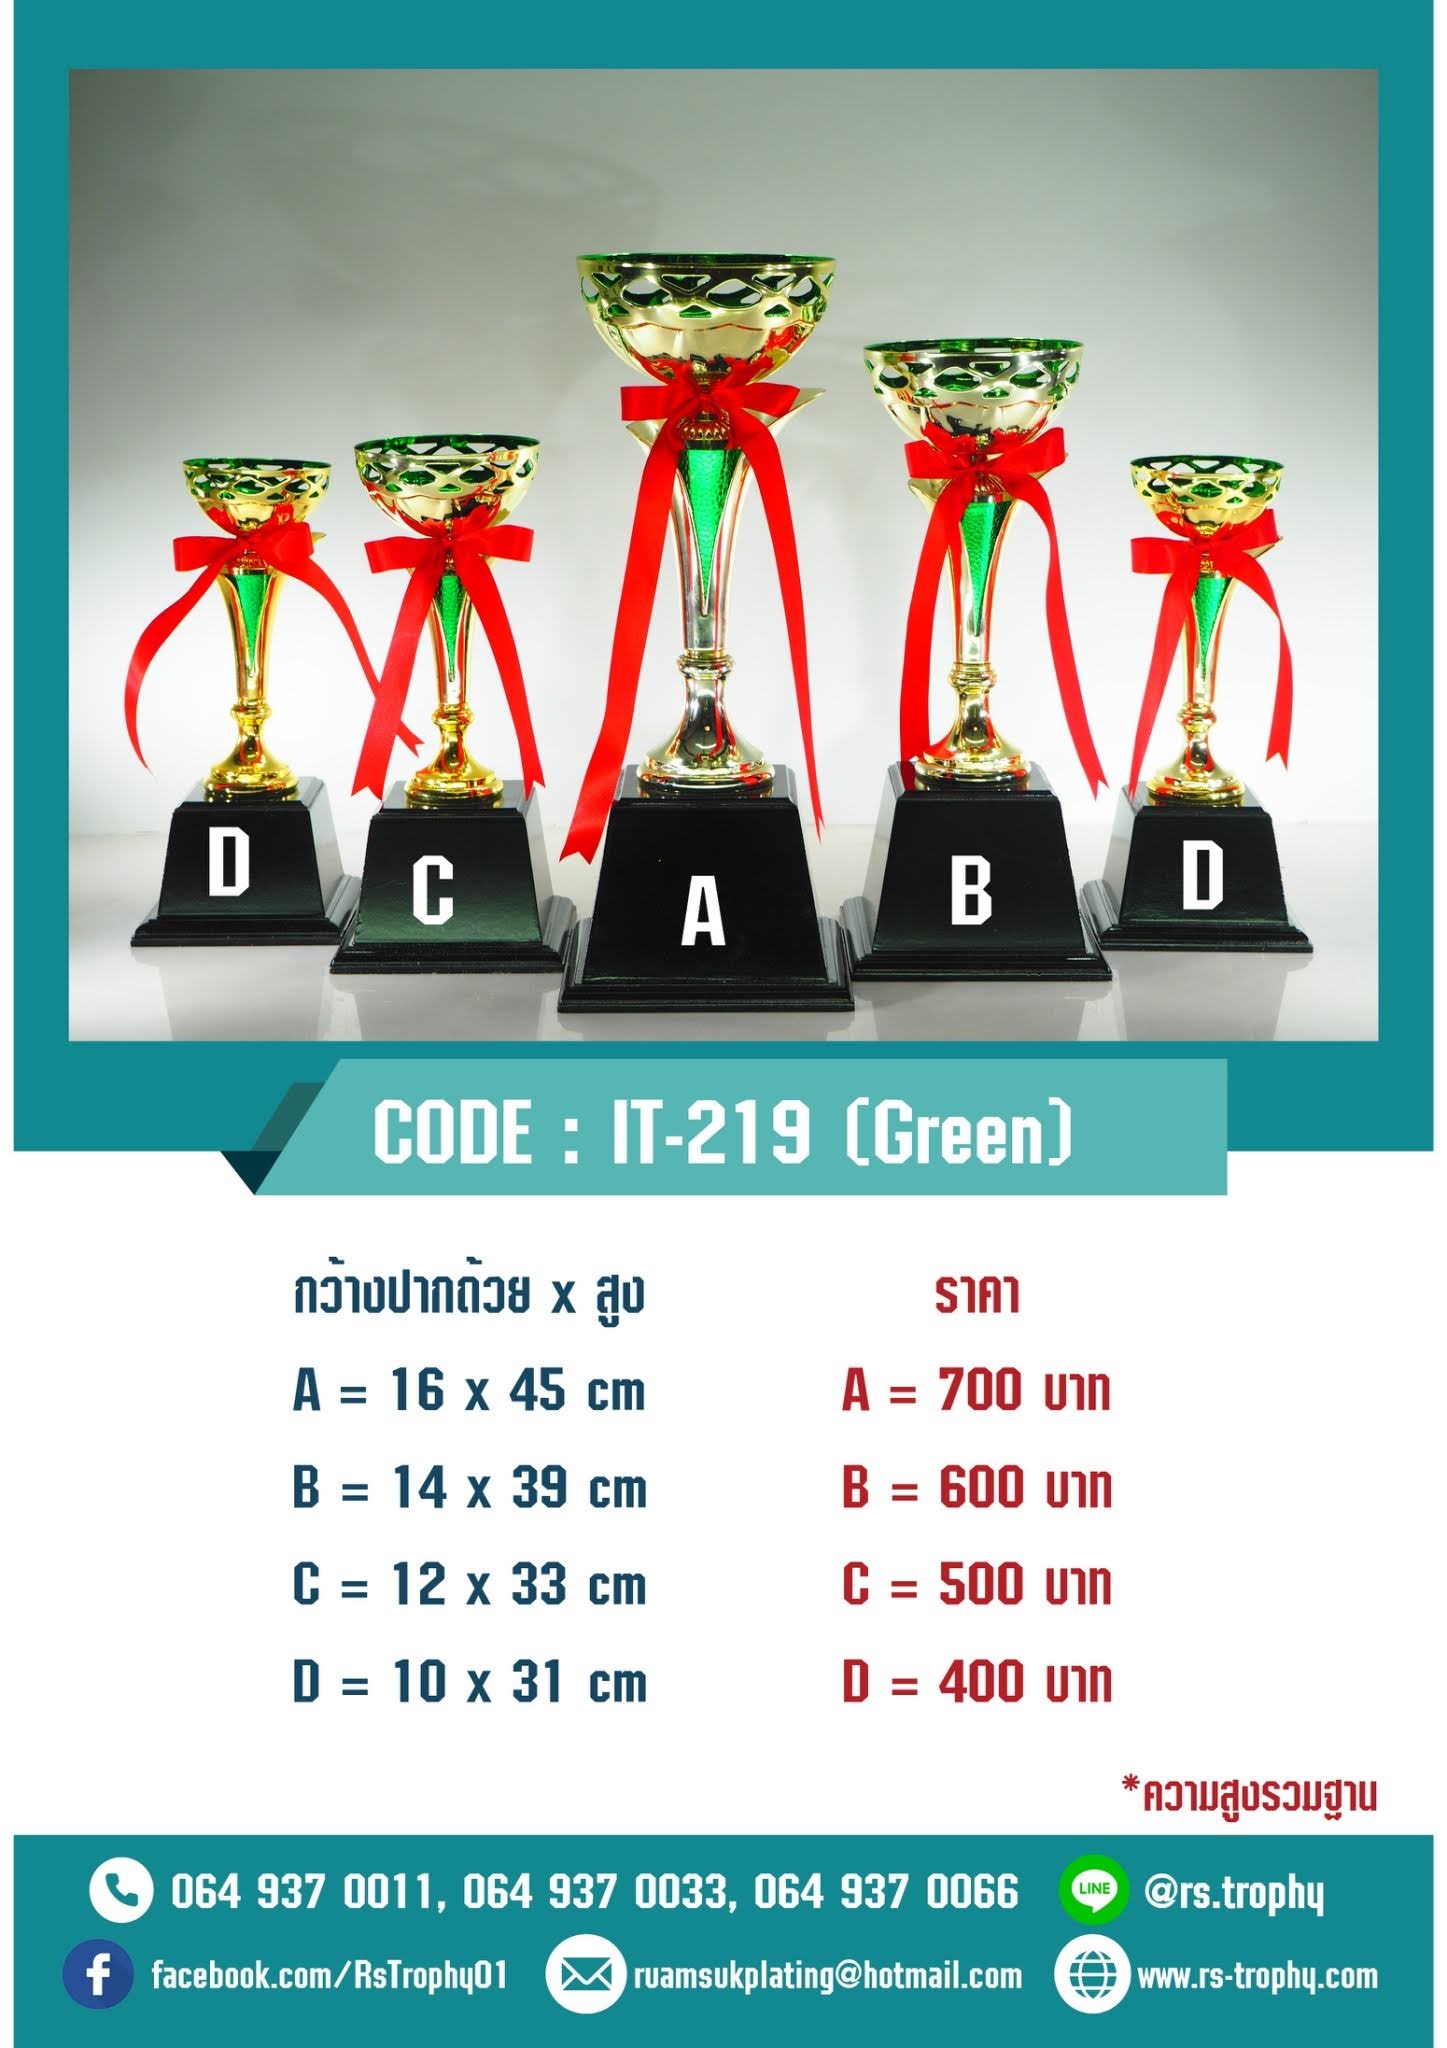 D
C
A
B
D
CODE : IT-219 (Green)
กว้างปากถ้วย x สูง ราคา
A = 16 x 45 cm A = 700 บาท
B = 14 x 39 cm B = 600 บาท
C = 12 x 33 cm C = 500 บาท
D = 10 x 31 cm D = 400 บาท
*ความสูงรวมฐาน
064 937 0011, 064 937 0033, 064 937 0066 LINE @rs.trophy
f facebook.com/RsTrophy01 ruamsukplating@hotmail.com www.rs-trophy.com